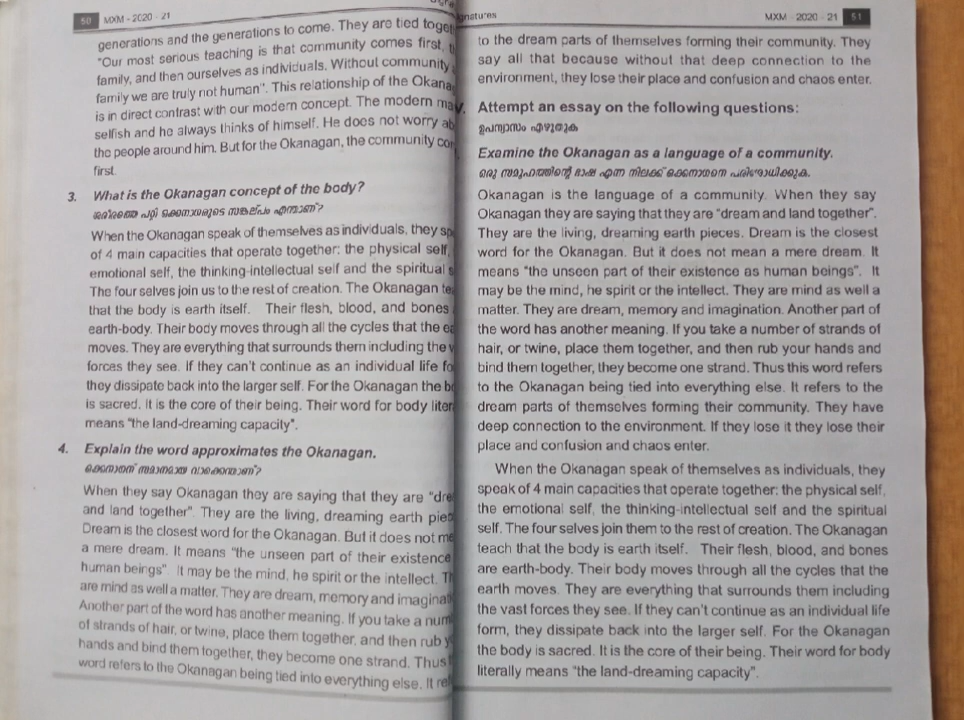 50 MXM - 2020 - 21
generations and the generations to come. They are tied toget
"Our most serious teaching is that community comes first, t
family, and then ourselves as individuals. Without community
family we are truly not human". This relationship of the Okana
is in direct contrast with our modern concept. The modern ma
selfish and he always thinks of himself. He does not worry ab
the people around him. But for the Okanagan, the community co
first.
3. What is the Okanagan concept of the body?
When the Okanagan speak of themselves as individuals, they sp
of 4 main capacities that operate together: the physical self,
emotional self, the thinking-intellectual self and the spiritual s
The four selves join us to the rest of creation. The Okanagan te
that the body is earth itself. Their flesh, blood, and bones
earth-body. Their body moves through all the cycles that the ea
moves. They are everything that surrounds them including the v
forces they see. If they can't continue as an individual life fo
they dissipate back into the larger self. For the Okanagan the bo
is sacred. It is the core of their being. Their word for body liter
means "the land-dreaming capacity".
4. Explain the word approximates the Okanagan.
When they say Okanagan they are saying that they are "dre
and land together". They are the living, dreaming earth piec
Dream is the closest word for the Okanagan. But it does not me
a mere dream. It means "the unseen part of their existence
human beings". It may be the mind, he spirit or the intellect. Th
are mind as well a matter. They are dream, memory and imaginat
Another part of the word has another meaning. If you take a num
of strands of hair, or twine, place them together, and then rub y
hands and bind them together, they become one strand. Thus
word refers to the Okanagan being tied into everything else. It ref
gnatures
MXM - 2020 - 21 51
to the dream parts of themselves forming their community. They
say all that because without that deep connection to the
environment, they lose their place and confusion and chaos enter.
V. Attempt an essay on the following questions:
ഉപന്യാസം എഴുതുക
Examine the Okanagan as a language of a community.
ഒരു സമൂഹത്തിന്റെ ഭാഷ എന്ന നിലക്ക് ഒക്കനാഗനെ പരിശോധിക്കുക.
Okanagan is the language of a community. When they say
Okanagan they are saying that they are "dream and land together".
They are the living, dreaming earth pieces. Dream is the closest
word for the Okanagan. But it does not mean a mere dream. It
means "the unseen part of their existence as human beings". It
may be the mind, he spirit or the intellect. They are mind as well a
matter. They are dream, memory and imagination. Another part of
the word has another meaning. If you take a number of strands of
hair, or twine, place them together, and then rub your hands and
bind them together, they become one strand. Thus this word refers
to the Okanagan being tied into everything else. It refers to the
dream parts of themselves forming their community. They have
deep connection to the environment. If they lose it they lose their
place and confusion and chaos enter.
When the Okanagan speak of themselves as individuals, they
speak of 4 main capacities that operate together: the physical self,
the emotional self, the thinking-intellectual self and the spiritual
self. The four selves join them to the rest of creation. The Okanagan
teach that the body is earth itself. Their flesh, blood, and bones
are earth-body. Their body moves through all the cycles that the
earth moves. They are everything that surrounds them including
the vast forces they see. If they can't continue as an individual life
form, they dissipate back into the larger self. For the Okanagan
the body is sacred. It is the core of their being. Their word for body
literally means "the land-dreaming capacity".